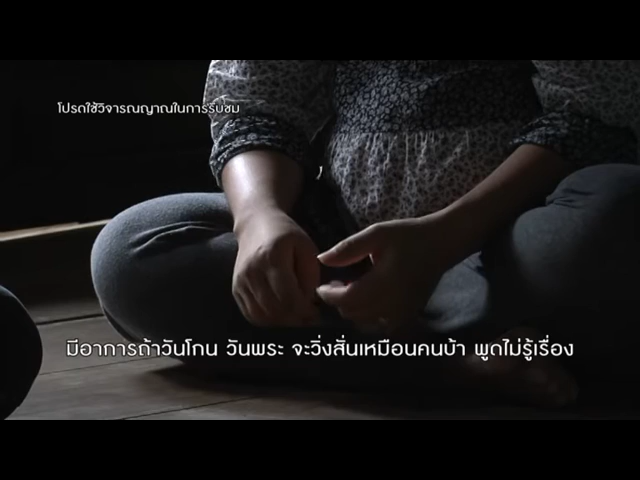 โปรดใช้วิจารณญาณในการรับชม
มีอาการถ้าวันโกน วันพระ จะวิ่งสั่นเหมือนคนบ้า พูดไม่รู้เรื่อง